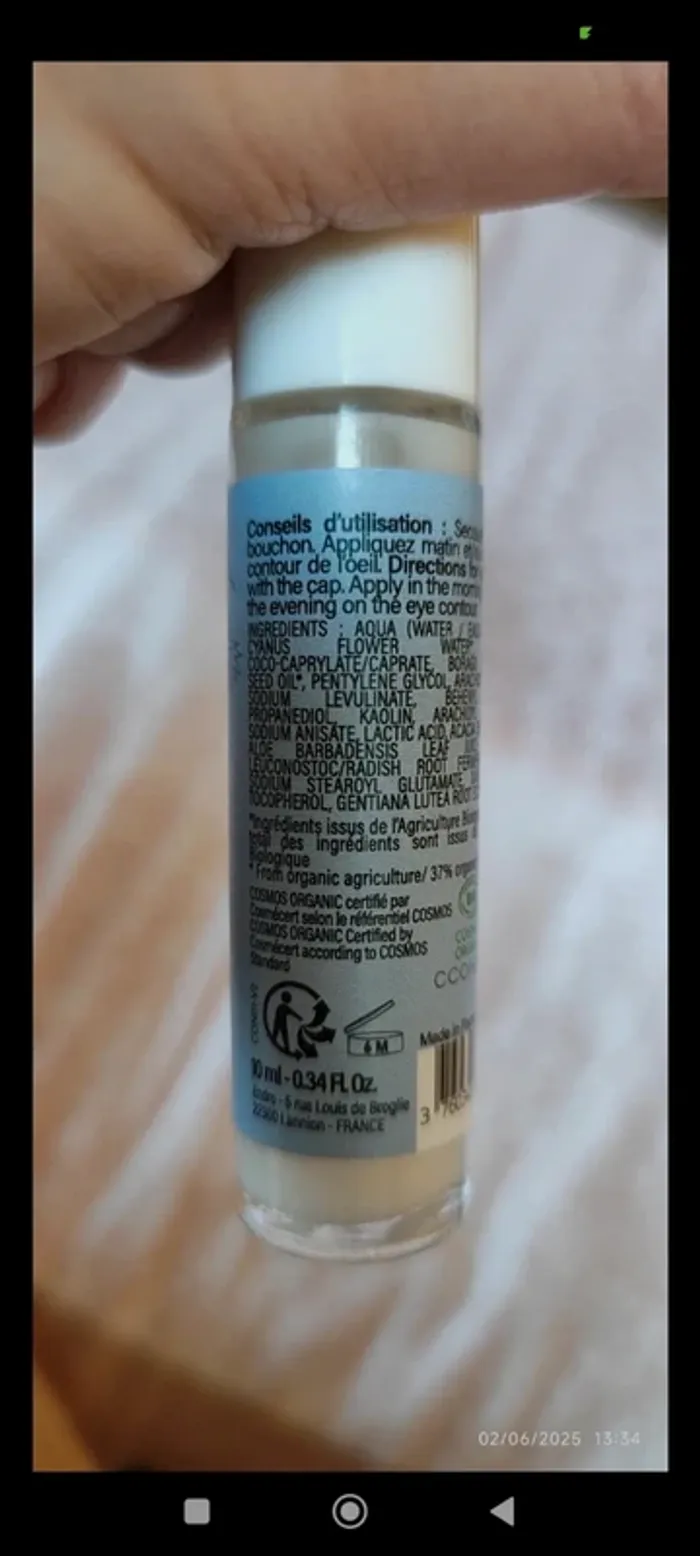 Conseils d'utilisation :
bouchon. Appliquez matin
contour de l'oeil. Directions
with the cap. Apply in the
the evening on the eye contour
INGREDIENTS : AQUA (WATER /
CYANUS FLOWER WATER*
COCO-CAPRYLATE/CAPRATE,
SEED OIL*, PENTYLENE GLYCOL,
SODIUM LEVULINATE,
PROPANEDIOL, KAOLIN,
SODIUM ANISATE, LACTIC ACID,
ALOE BARBADENSIS LEAF
LEUCONOSTOC/RADISH ROOT
SODIUM STEAROYL GLUTAMATE,
TOCOPHEROL, GENTIANA LUTEA ROOT
*Ingrédients issus de l'Agriculture
total des ingrédients sont issus
Biologique
* From organic agriculture/ 37%
COSMOS ORGANIC certifié par
Cosmécert selon le référentiel COSMOS
COSMOS ORGANIC Certified by
Cosmécert according to COSMOS
Standard
6 M
Made in
10 ml - 0.34 Fl. Oz.
- 6 rue Louis de Broglie
22300 Lannion - FRANCE
02/06/2025 13:34